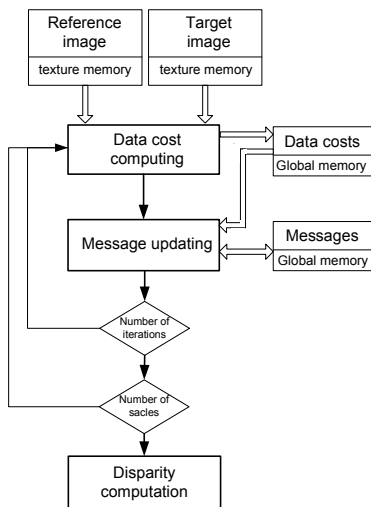 Reference
image
texture memory
Target
image
texture memory
Data cost
computing
Data costs
Global memory
Message updating
Messages
Global memory
Number of
iterations
Number of
sacles
Disparity
computation